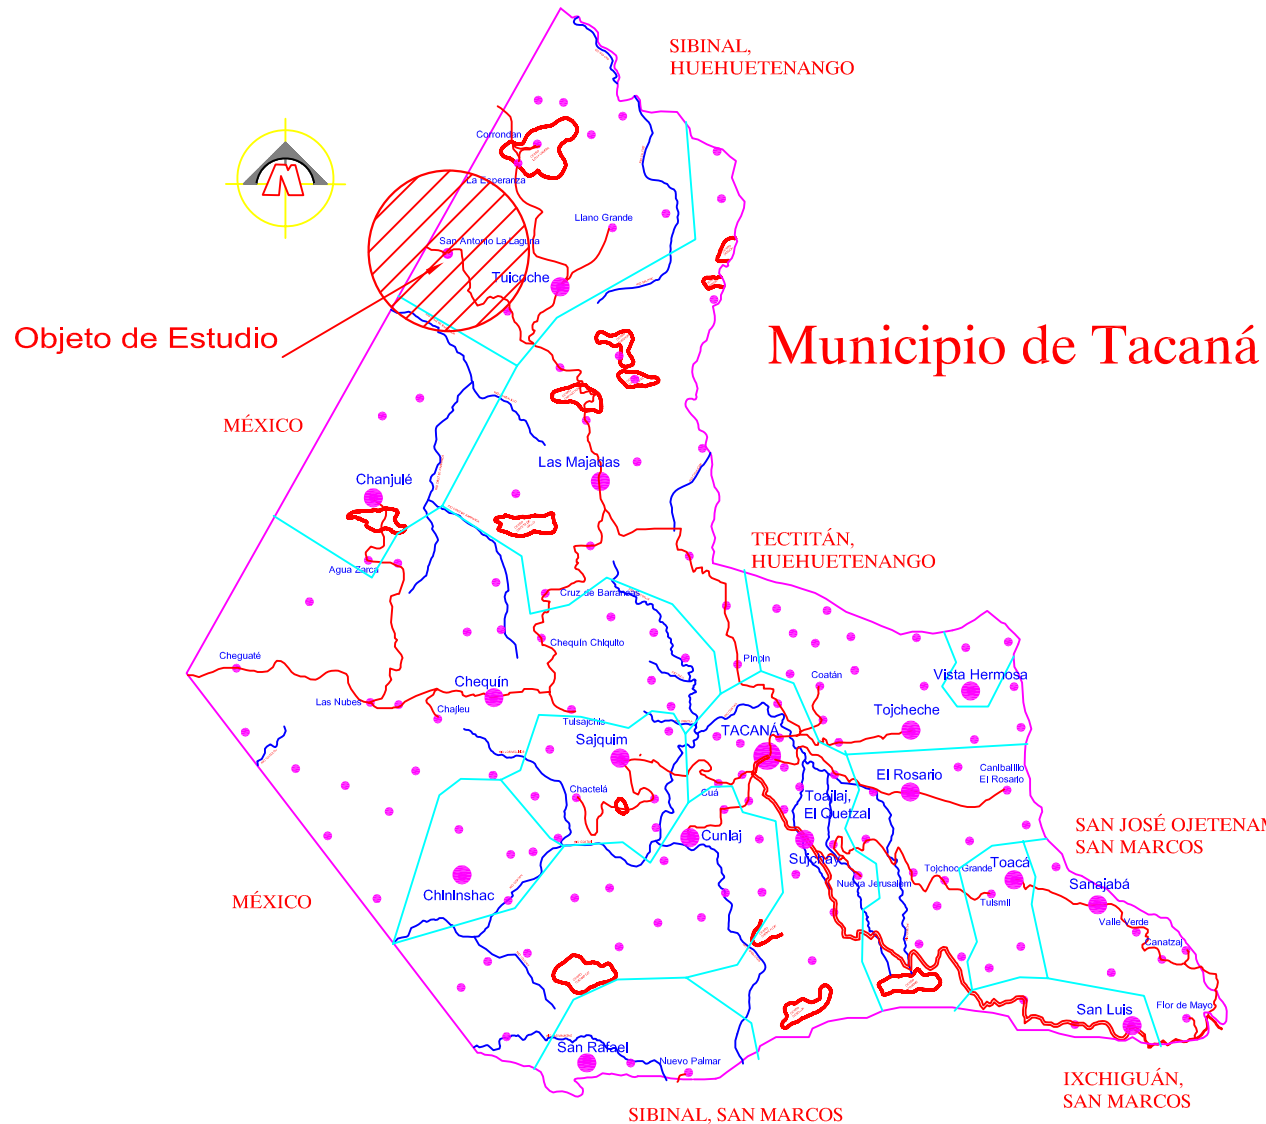 SIBINAL,
HUEHUETENANGO
Corrondan
La Esperanza
Llano Grande
San Antonio La Laguna
Tuicoche
Objeto de Estudio
Municipio de Tacaná
MÉXICO
Las Majadas
Chanjulé
TECTITÁN,
HUEHUETENANGO
Agua Zarca
Cruz de Barrancas
Chequín Chiquito
Cheguaté
Pinpin
Coatán
Vista Hermosa
Chequín
Las Nubes
Chajleu
Tulsajchis
Tojcheche
Sajquim
TACANÁ
El Rosario
Canibalillo
El Rosario
Chactelá
Cuá
Toajlaj,
El Quetzal
SAN JOSÉ OJETENAM
SAN MARCOS
Cunlaj
Sujchay
Tojchoc Grande
Toacá
Chininshac
Nueva Jerusalem
Sanajabá
MÉXICO
Tuismil
Valle Verde
Canatzaj
San Luis
Flor de Mayo
San Rafael
Nuevo Palmar
IXCHIGUÁN,
SAN MARCOS
SIBINAL, SAN MARCOS